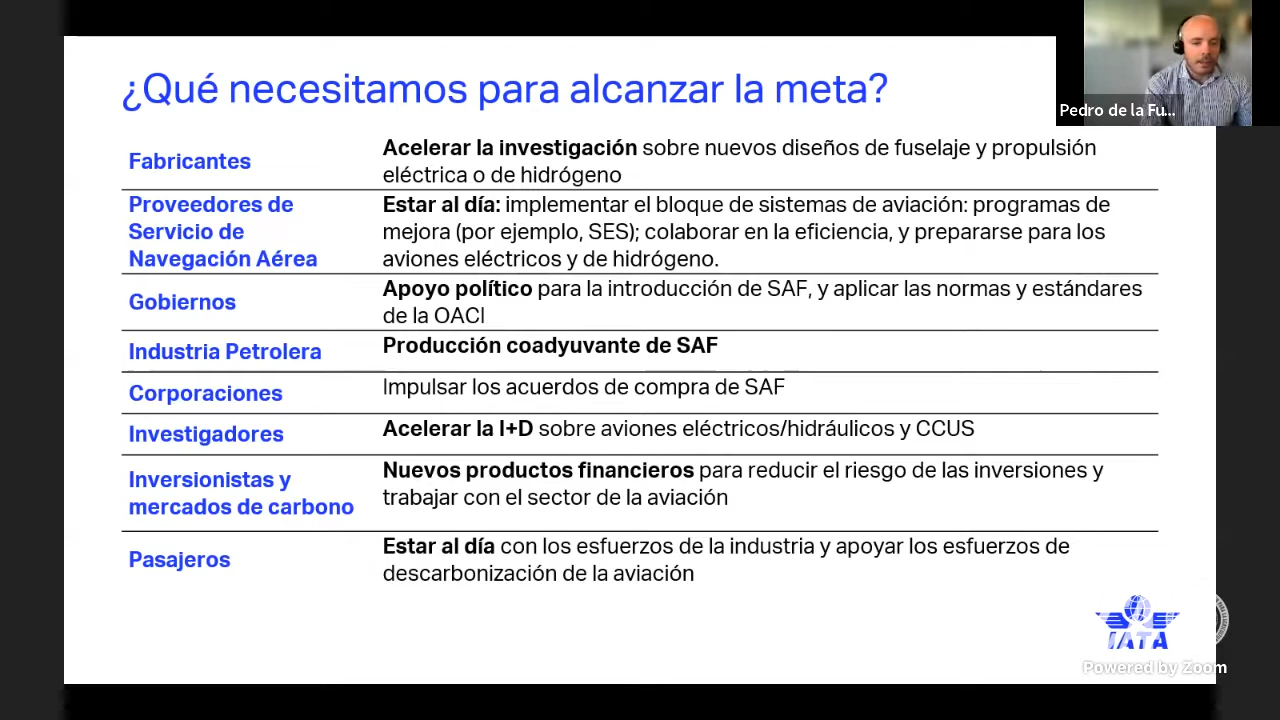 ¿Qué necesitamos para alcanzar la meta?
Pedro de la Fu...
Fabricantes
Acelerar la investigación sobre nuevos diseños de fuselaje y propulsión
eléctrica o de hidrógeno
Proveedores de
Servicio de
Navegación Aérea
Estar al día: implementar el bloque de sistemas de aviación: programas de
mejora (por ejemplo, SES); colaborar en la eficiencia, y prepararse para los
aviones eléctricos y de hidrógeno.
Gobiernos
Apoyo político para la introducción de SAF, y aplicar las normas y estándares
de la OACI
Industria Petrolera
Producción coadyuvante de SAF
Corporaciones
Impulsar los acuerdos de compra de SAF
Investigadores
Acelerar la I+D sobre aviones eléctricos/hidráulicos y CCUS
Inversionistas y
mercados de carbono
Nuevos productos financieros para reducir el riesgo de las inversiones y
trabajar con el sector de la aviación
Pasajeros
Estar al día con los esfuerzos de la industria y apoyar los esfuerzos de
descarbonización de la aviación
IATA
Powered by Zoom